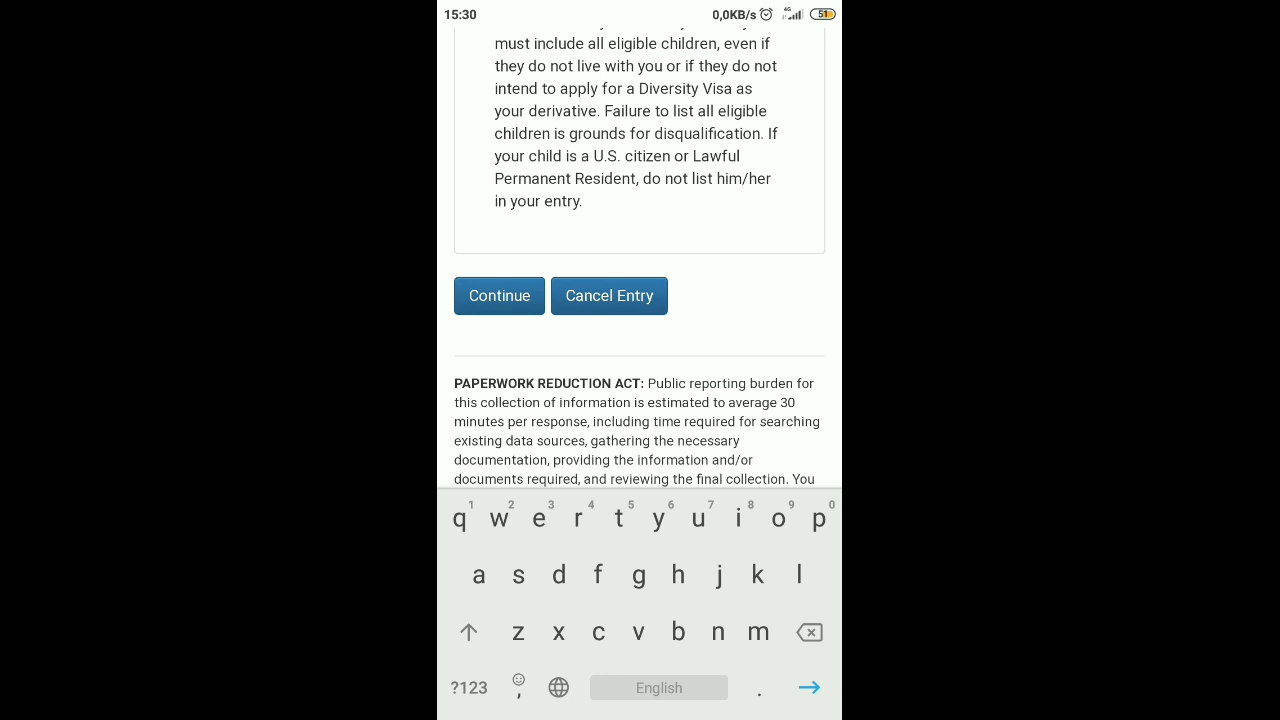 15:30 0,0KB/s 4G 51
must include all eligible children, even if
they do not live with you or if they do not
intend to apply for a Diversity Visa as
your derivative. Failure to list all eligible
children is grounds for disqualification. If
your child is a U.S. citizen or Lawful
Permanent Resident, do not list him/her
in your entry.
Continue Cancel Entry
PAPERWORK REDUCTION ACT: Public reporting burden for
this collection of information is estimated to average 30
minutes per response, including time required for searching
existing data sources, gathering the necessary
documentation, providing the information and/or
documents required, and reviewing the final collection. You
1 2 3 4 5 6 7 8 9 0
q w e r t y u i o p
a s d f g h j k l
z x c v b n m
?123 , English .